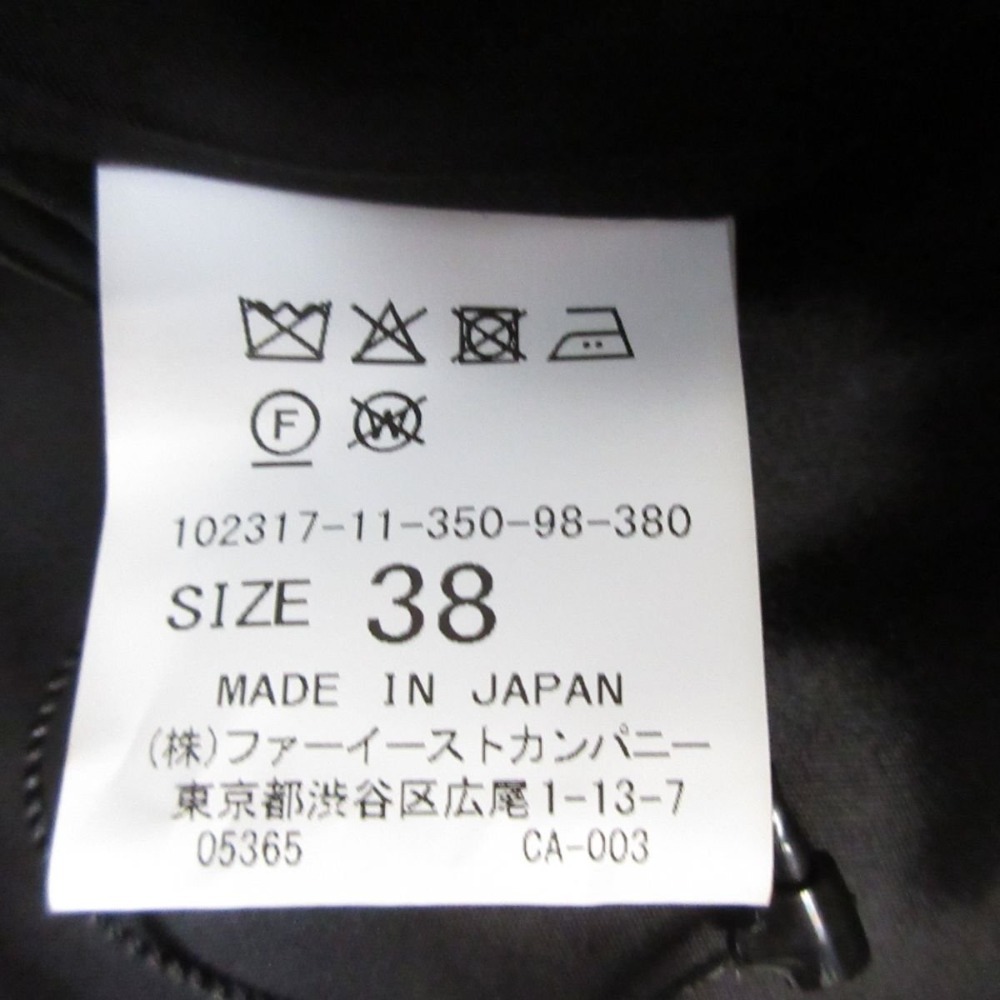 F W
102317-11-350-98-380
SIZE 38
MADE IN JAPAN
(株)ファーイーストカンパニー
東京都渋谷区広尾1-13-7
05365 CA-003